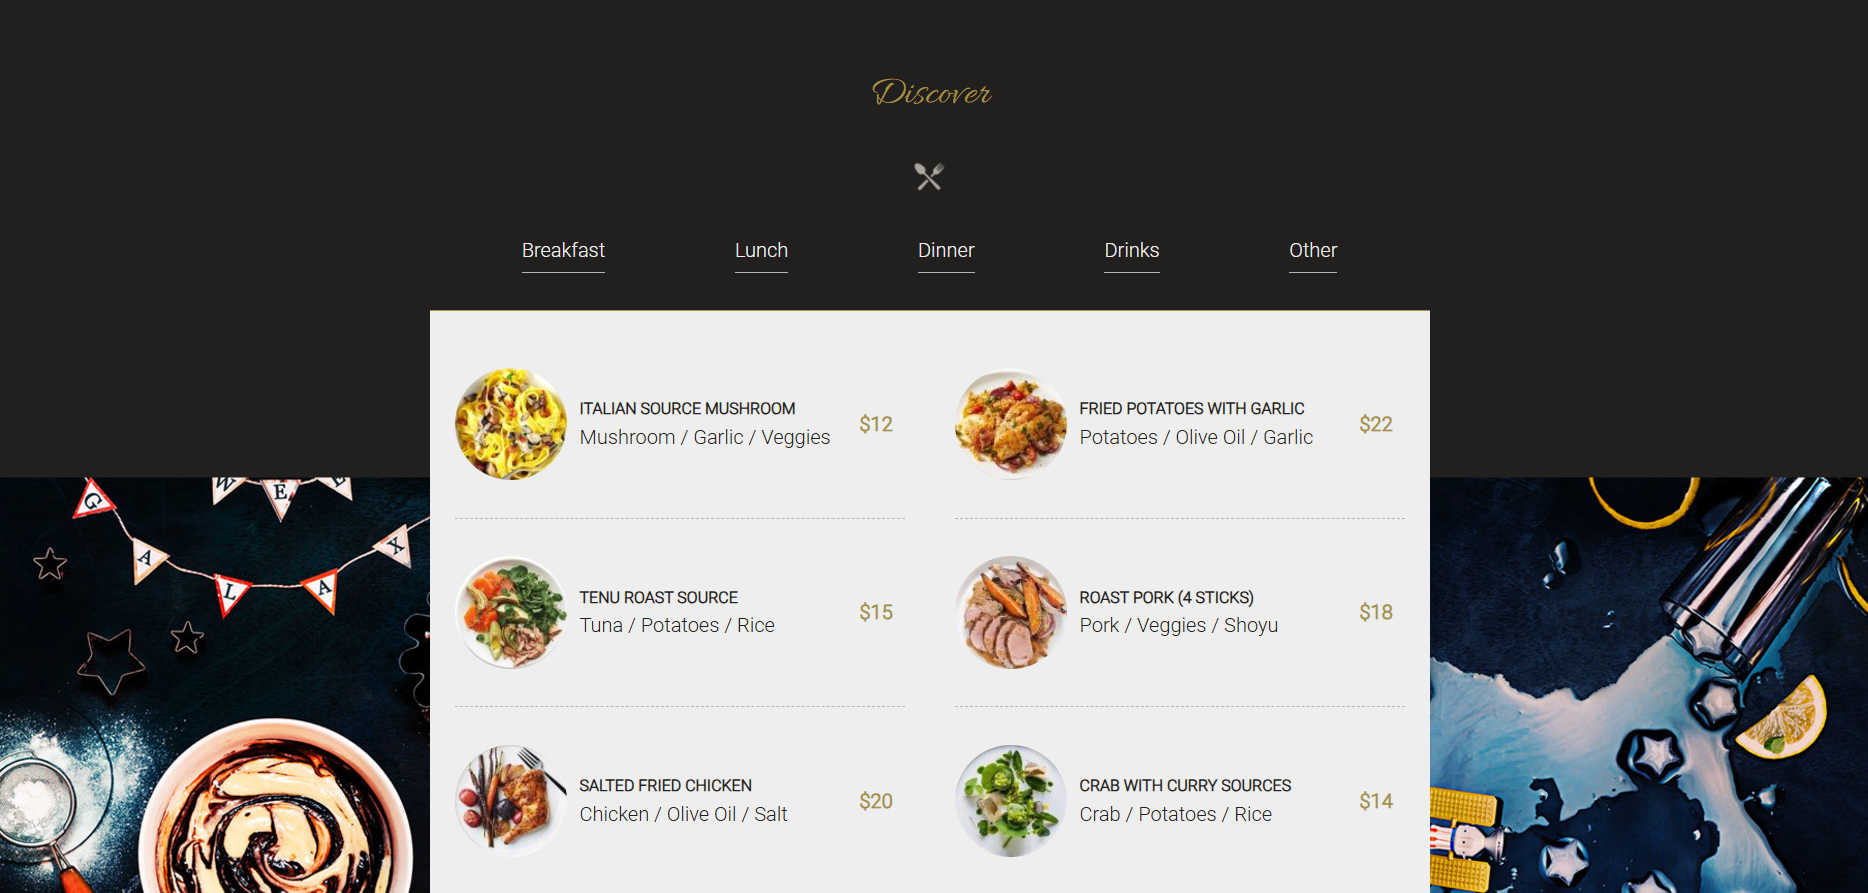 Discover
Breakfast
Lunch
Dinner
Drinks
Other
ITALIAN SOURCE MUSHROOM
Mushroom / Garlic / Veggies
$12
FRIED POTATOES WITH GARLIC
Potatoes / Olive Oil / Garlic
$22
TENU ROAST SOURCE
Tuna / Potatoes / Rice
$15
ROAST PORK (4 STICKS)
Pork / Veggies / Shoyu
$18
SALTED FRIED CHICKEN
Chicken / Olive Oil / Salt
$20
CRAB WITH CURRY SOURCES
Crab / Potatoes / Rice
$14
G A L A X